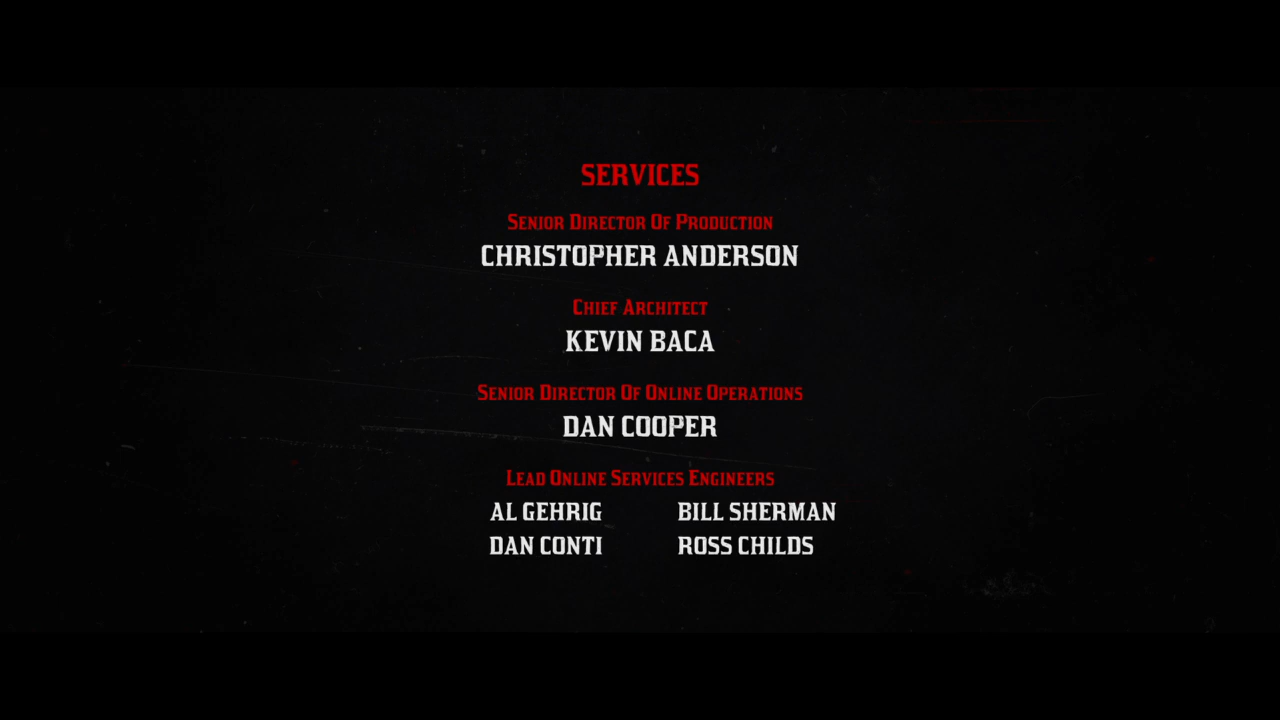 SERVICES
SENIOR DIRECTOR OF PRODUCTION
CHRISTOPHER ANDERSON
CHIEF ARCHITECT
KEVIN BACA
SENIOR DIRECTOR OF ONLINE OPERATIONS
DAN COOPER
LEAD ONLINE SERVICES ENGINEERS
AL GEHRIG BILL SHERMAN
DAN CONTI ROSS CHILDS